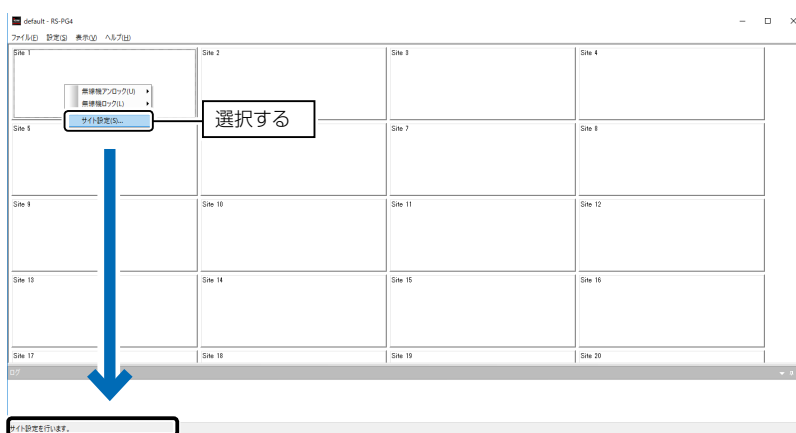 default - RS-PG4
ファイル(F) 設定(S) 表示(V) ヘルプ(H)
Site 1
Site 2
Site 3
Site 4
無線機アンロック(U)
無線機ロック(L)
サイト設定(S)...
選択する
Site 5
Site 7
Site 8
Site 9
Site 10
Site 11
Site 12
Site 13
Site 14
Site 15
Site 16
Site 17
Site 18
Site 19
Site 20
ログ
サイト設定を行います。